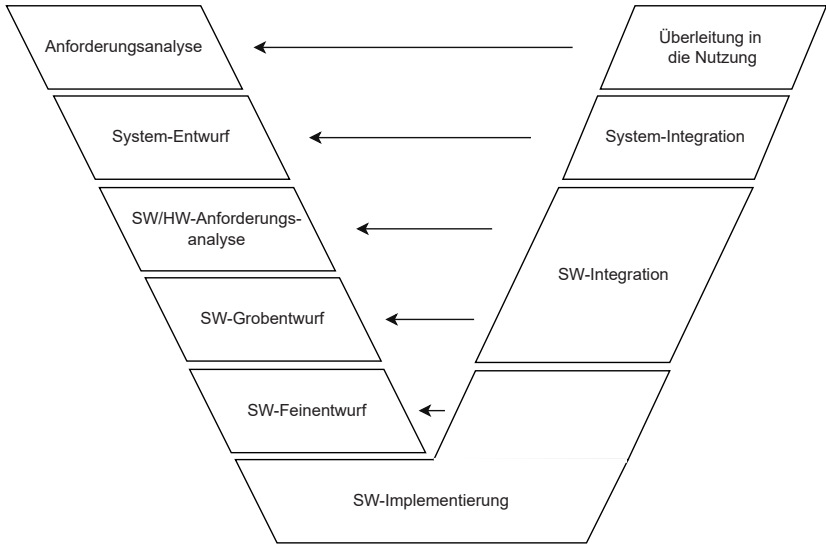 Anforderungsanalyse
Überleitung in
die Nutzung
System-Entwurf
System-Integration
SW/HW-Anforderungs-
analyse
SW-Integration
SW-Grobentwurf
SW-Feinentwurf
SW-Implementierung